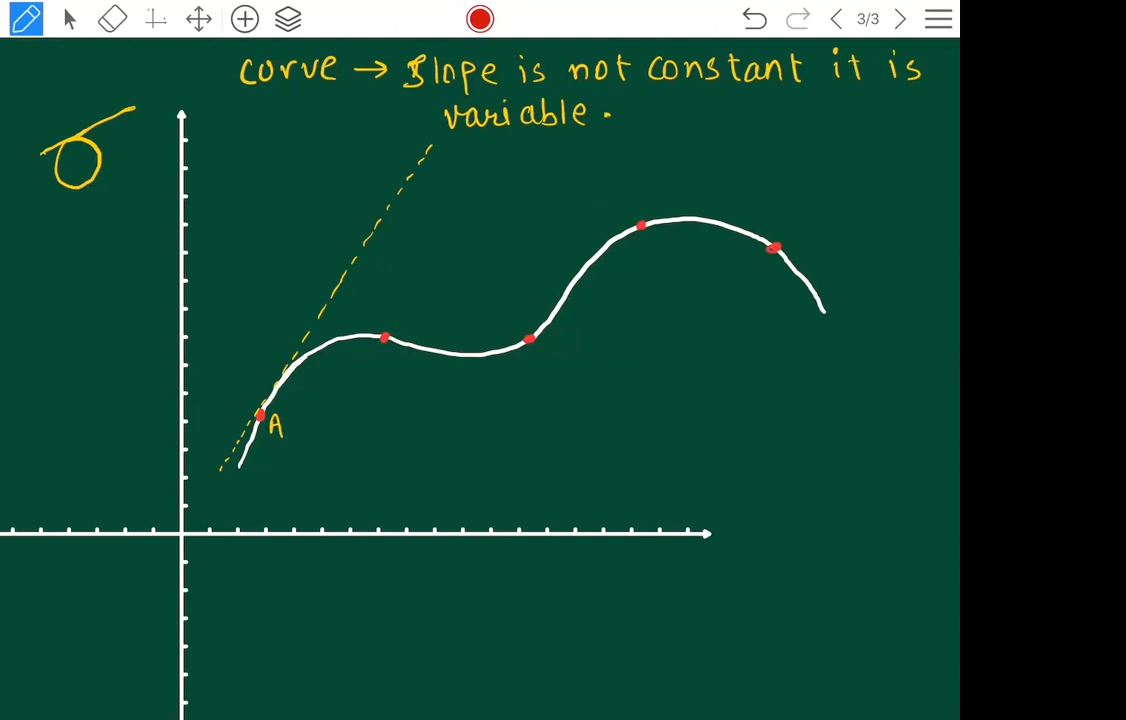 3/3
curve → Slope is not constant it is
variable.
A